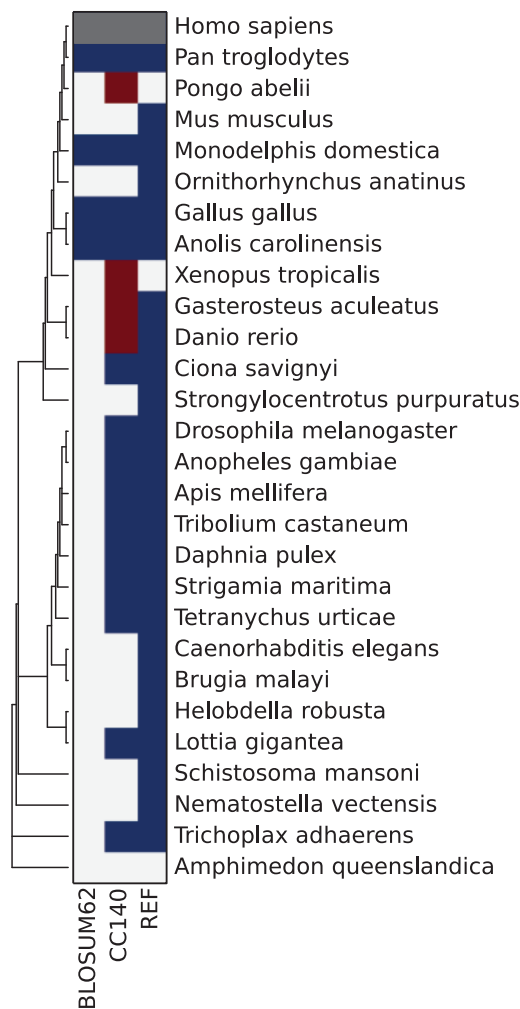 Homo sapiens
Pan troglodytes
Pongo abelii
Mus musculus
Monodelphis domestica
Ornithorhynchus anatinus
Gallus gallus
Anolis carolinensis
Xenopus tropicalis
Gasterosteus aculeatus
Danio rerio
Ciona savignyi
Strongylocentrotus purpuratus
Drosophila melanogaster
Anopheles gambiae
Apis mellifera
Tribolium castaneum
Daphnia pulex
Strigamia maritima
Tetranychus urticae
Caenorhabditis elegans
Brugia malayi
Helobdella robusta
Lottia gigantea
Schistosoma mansoni
Nematostella vectensis
Trichoplax adhaerens
Amphimedon queenslandica
BLOSUM62
CC140
REF